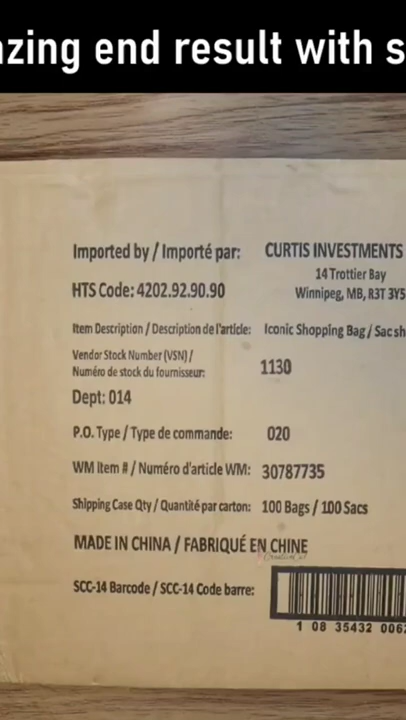 azing end result with s
Imported by / Importé par: CURTIS INVESTMENTS
14 Trottier Bay
HTS Code: 4202.92.90.90
Winnipeg, MB, R3T 3Y5
Item Description / Description de l'article: Iconic Shopping Bag / Sac sh
Vendor Stock Number (VSN) /
Numéro de stock du fournisseur: 1130
Dept: 014
P.O. Type / Type de commande: 020
WM Item # / Numéro d'article WM: 30787735
Shipping Case Qty / Quantité par carton: 100 Bags / 100 Sacs
MADE IN CHINA / FABRIQUÉ EN CHINE
SCC-14 Barcode / SCC-14 Code barre:
1 08 35432 006